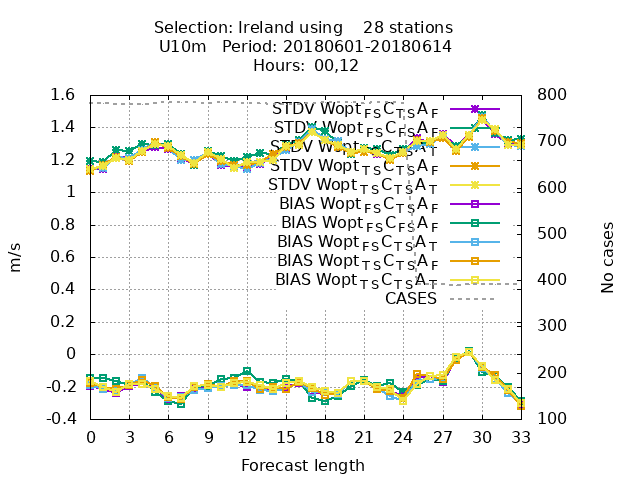 Selection: Ireland using    28 stations
U10m   Period: 20180601-20180614
Hours:  00,12
1.6
1.4
1.2
1
0.8
0.6
0.4
0.2
0
-0.2
-0.4
m/s
800
700
600
500
400
300
200
100
No cases
STDV Wopt FS C TS A F
STDV Wopt FS C FS A F
STDV Wopt FS C TS A T
STDV Wopt TS C TS A F
STDV Wopt TS C TS A T
BIAS Wopt FS C TS A F
BIAS Wopt FS C FS A F
BIAS Wopt FS C TS A T
BIAS Wopt TS C TS A F
BIAS Wopt TS C TS A T
CASES
0 3 6 9 12 15 18 21 24 27 30 33
Forecast length